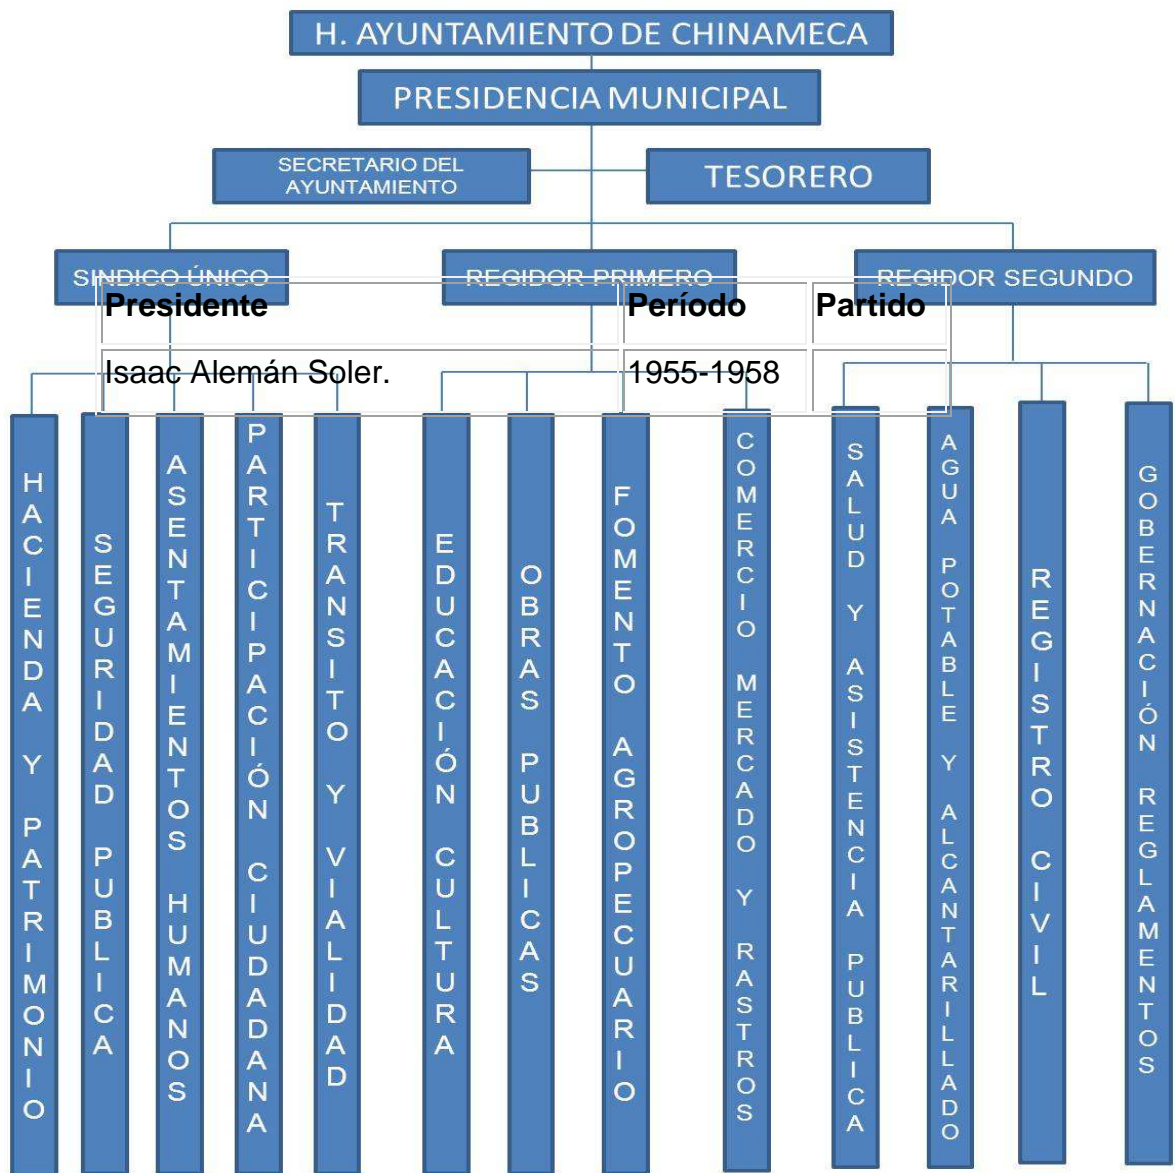 H. AYUNTAMIENTO DE CHINAMECA
PRESIDENCIA MUNICIPAL
SECRETARIO DEL
AYUNTAMIENTO
TESORERO
SINDICO ÚNICO
REGIDOR PRIMERO
REGIDOR SEGUNDO
Presidente Período Partido
Isaac Alemán Soler. 1955-1958
HACIENDA Y PATRIMONIO
SEGURIDAD PUBLICA
ASENTAMIENTOS HUMANOS
PARTICIPACIÓN CIUDADANA
TRANSITO Y VIALIDAD
EDUCACIÓN CULTURA
OBRAS PUBLICAS
FOMENTO AGROPECUARIO
COMERCIO MERCADO Y RASTROS
SALUD Y ASISTENCIA PUBLICA
AGUA POTABLE Y ALCANTARILLADO
REGISTRO CIVIL
GOBERNACIÓN REGLAMENTOS